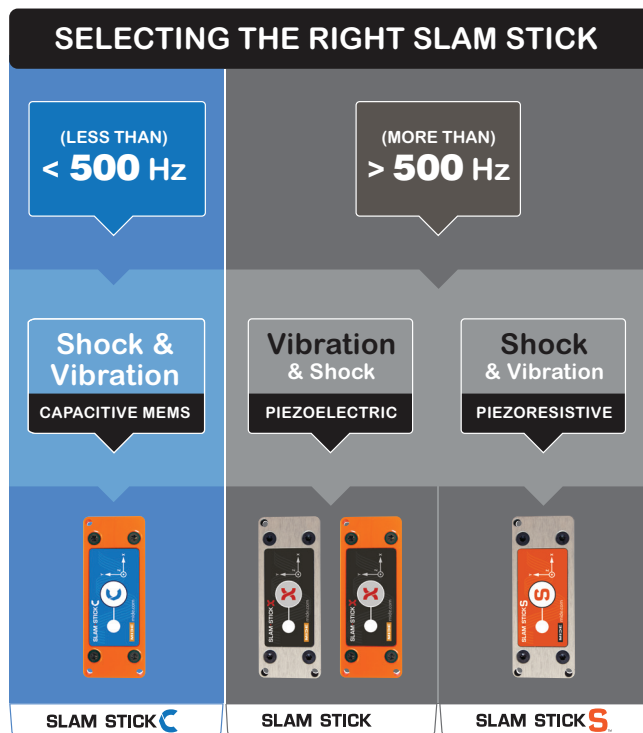 SELECTING THE RIGHT SLAM STICK
(LESS THAN)
< 500 Hz
(MORE THAN)
> 500 Hz
Shock &
Vibration
CAPACITIVE MEMS
Vibration
& Shock
PIEZOELECTRIC
Shock
& Vibration
PIEZORESISTIVE
SLAM STICK C
C
SLAM STICK X
X
SLAM STICK X
X
SLAM STICK S
S
SLAM STICK C
SLAM STICK
SLAM STICK S